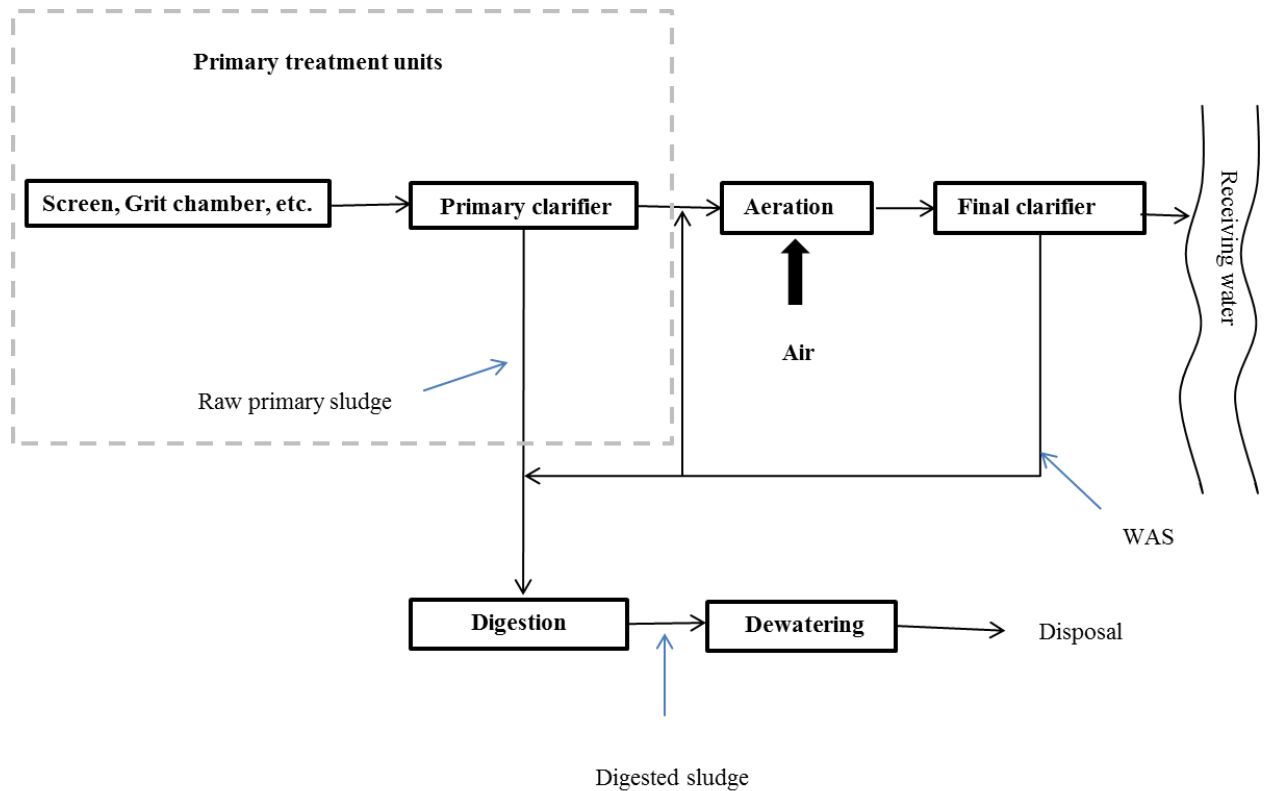 Primary treatment units
Screen, Grit chamber, etc.
Primary clarifier
Aeration
Final clarifier
Receiving water
Air
Raw primary sludge
WAS
Digestion
Dewatering
Disposal
Digested sludge